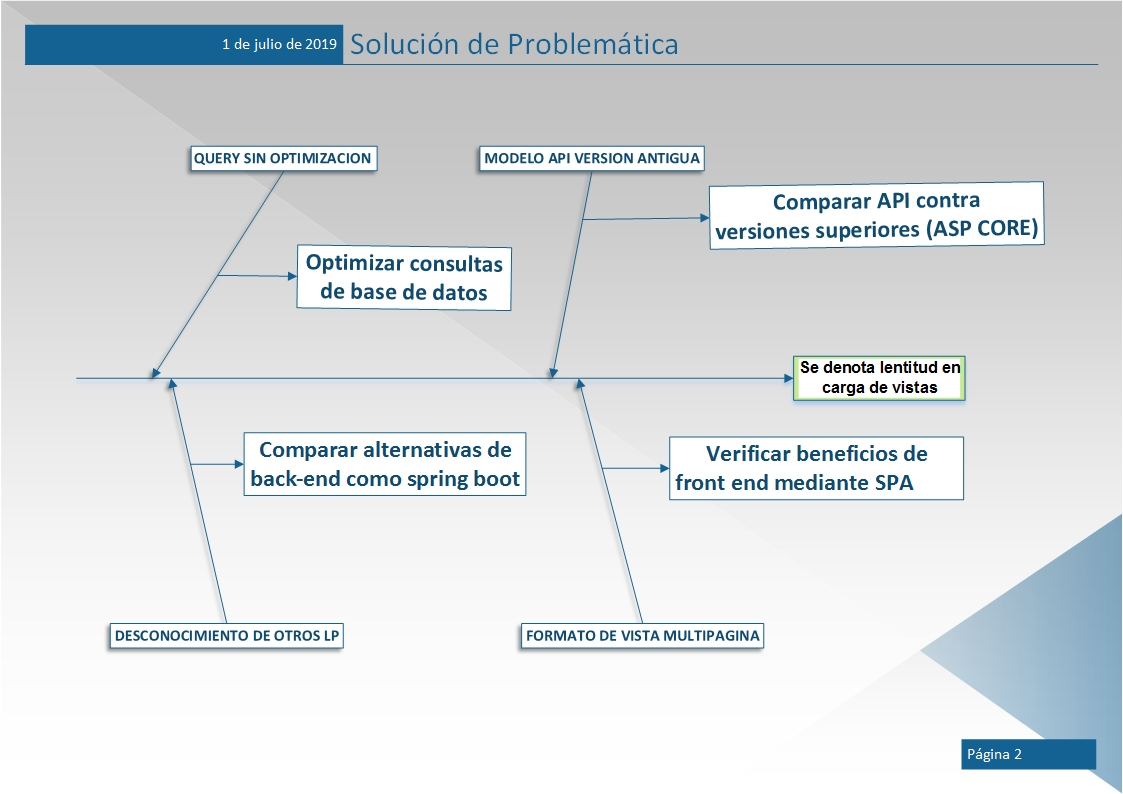 1 de julio de 2019
Solución de Problemática
QUERY SIN OPTIMIZACION
MODELO API VERSION ANTIGUA
Comparar API contra
versiones superiores (ASP CORE)
Optimizar consultas
de base de datos
Se denota lentitud en
carga de vistas
Comparar alternativas de
back-end como spring boot
Verificar beneficios de
front end mediante SPA
DESCONOCIMIENTO DE OTROS LP
FORMATO DE VISTA MULTIPAGINA
Página 2